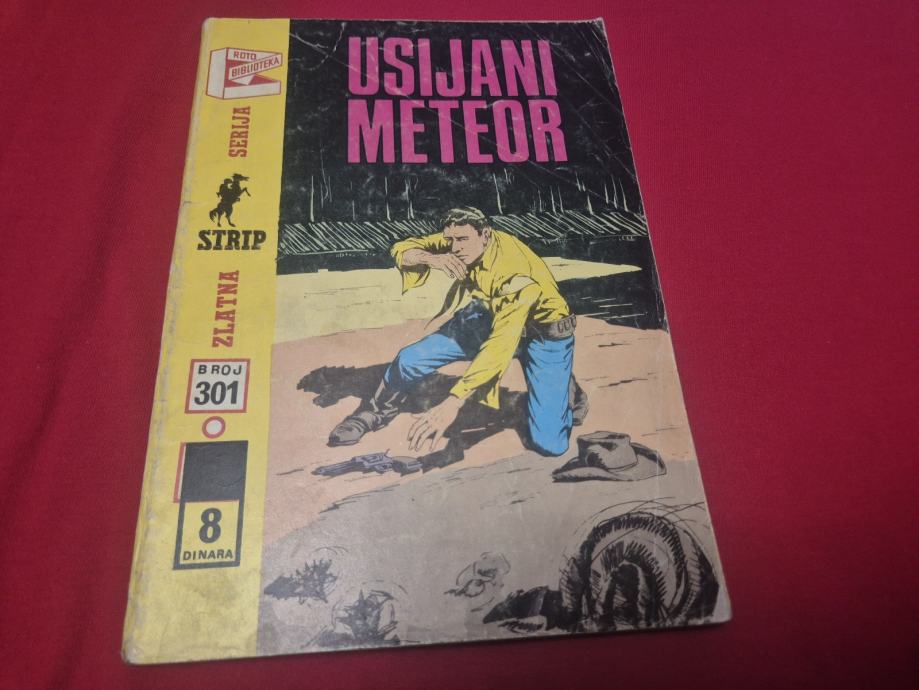 ROTO
BIBLIOTEKA
ZLATNA
STRIP
SERIJA
BROJ
301
8
DINARA
USIJANI
METEOR